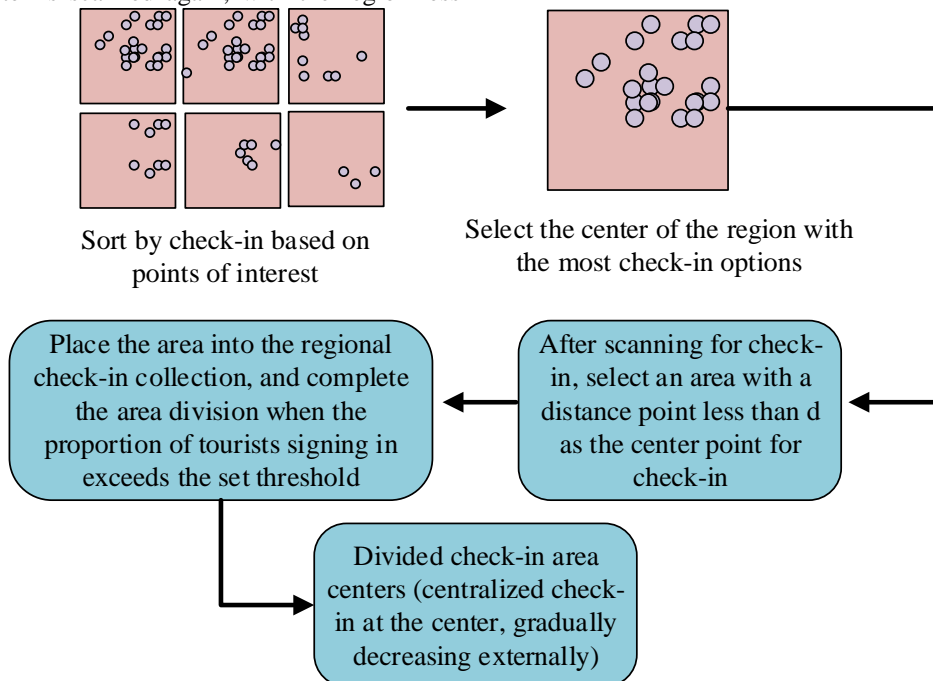 Sort by check-in based on
points of interest
Select the center of the region with
the most check-in options
Place the area into the regional
check-in collection, and complete
the area division when the
proportion of tourists signing in
exceeds the set threshold
After scanning for check-
in, select an area with a
distance point less than d
as the center point for
check-in
Divided check-in area
centers (centralized check-
in at the center, gradually
decreasing externally)